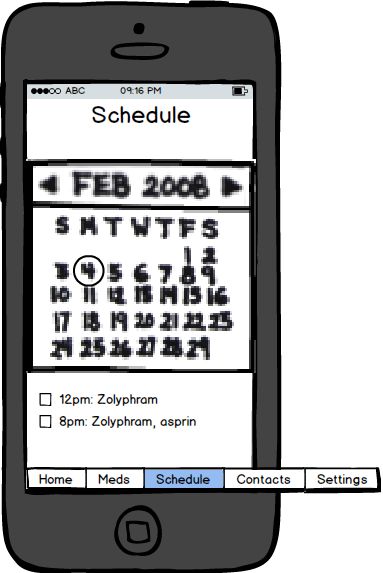 ABC 09:16 PM
Schedule
FEB 2008
S M T W T F S
1 2
3 4 5 6 7 8 9
10 11 12 13 14 15 16
17 18 19 20 21 22 23
24 25 26 27 28 29
12pm: Zolyphram
8pm: Zolyphram, asprin
Home Meds Schedule Contacts Settings